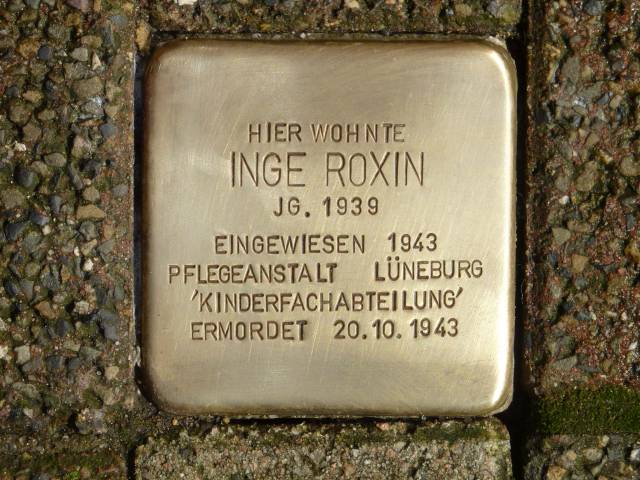 HIER WOHNTE
INGE ROXIN
JG. 1939
EINGEWIESEN 1943
PFLEGEANSTALT LÜNEBURG
'KINDERFACHABTEILUNG'
ERMORDET 20.10.1943